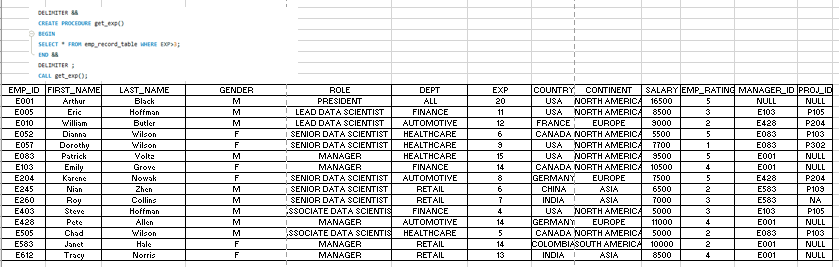 DELIMITER &&
CREATE PROCEDURE get_exp()
BEGIN
SELECT * FROM emp_record_table WHERE EXP>3;
END &&
DELIMITER ;
CALL get_exp();
EMP_ID FIRST_NAME LAST_NAME GENDER ROLE DEPT EXP COUNTRY CONTINENT SALARY EMP_RATING MANAGER_ID PROJ_ID
E001 Arthur Black M PRESIDENT ALL 20 USA NORTH AMERICA 16500 5 NULL NULL
E005 Eric Hoffman M LEAD DATA SCIENTIST FINANCE 11 USA NORTH AMERICA 8500 3 E103 P105
E010 William Butler M LEAD DATA SCIENTIST AUTOMOTIVE 12 FRANCE EUROPE 9000 2 E428 P204
E052 Dianna Wilson F SENIOR DATA SCIENTIST HEALTHCARE 6 CANADA NORTH AMERICA 5500 5 E083 P103
E057 Dorothy Wilson F SENIOR DATA SCIENTIST HEALTHCARE 9 USA NORTH AMERICA 7700 1 E083 P302
E083 Patrick Voltz M MANAGER HEALTHCARE 15 USA NORTH AMERICA 9500 5 E001 NULL
E103 Emily Grove F MANAGER FINANCE 14 CANADA NORTH AMERICA 10500 4 E001 NULL
E204 Karene Nowak F SENIOR DATA SCIENTIST AUTOMOTIVE 8 GERMANY EUROPE 7500 5 E428 P204
E245 Nian Zhen M SENIOR DATA SCIENTIST RETAIL 6 CHINA ASIA 6500 2 E583 P109
E260 Roy Collins M SENIOR DATA SCIENTIST RETAIL 7 INDIA ASIA 7000 3 E583 NA
E403 Steve Hoffman M SSOCIATE DATA SCIENTIS FINANCE 4 USA NORTH AMERICA 5000 3 E103 P105
E428 Pete Allen M MANAGER AUTOMOTIVE 14 GERMANY EUROPE 11000 4 E001 NULL
E505 Chad Wilson M SSOCIATE DATA SCIENTIS HEALTHCARE 5 CANADA NORTH AMERICA 5000 2 E083 P103
E583 Janet Hale F MANAGER RETAIL 14 COLOMBIA SOUTH AMERICA 10000 2 E001 NULL
E612 Tracy Norris F MANAGER RETAIL 13 INDIA ASIA 8500 4 E001 NULL